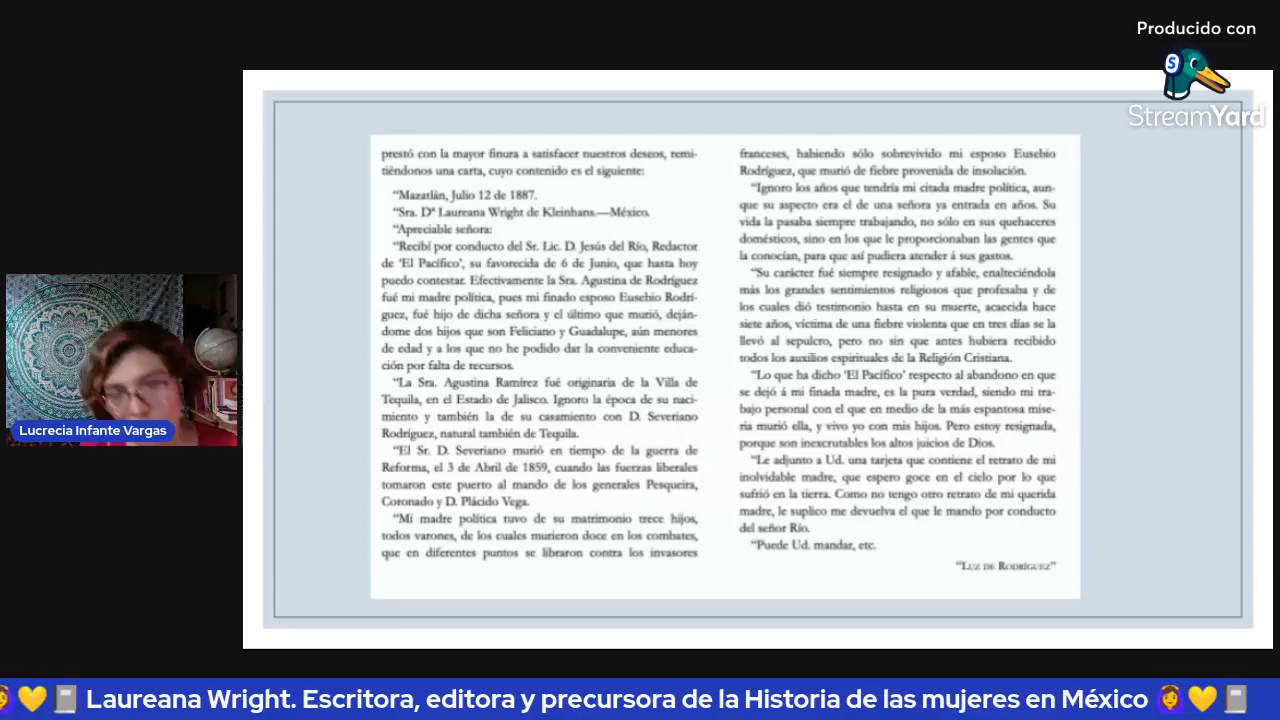 Producido con
StreamYard
prestó con la mayor finura a satisfacer nuestros deseos, remi-
tiéndonos una carta, cuyo contenido es el siguiente:
“Mazatlán, Julio 12 de 1887.
“Sra. Dª Laureana Wright de Kleinhans.—México.
“Apreciable señora:
“Recibí por conducto del Sr. Lic. D. Jesús del Río, Redactor
de ‘El Pacífico’, su favorecida de 6 de Junio, que hasta hoy
puedo contestar. Efectivamente la Sra. Agustina de Rodríguez
fué mi madre política, pues mi finado esposo Eusebio Rodrí-
guez, fué hijo de dicha señora y el último que murió, deján-
dome dos hijos que son Feliciano y Guadalupe, aún menores
de edad y a los que no he podido dar la conveniente educa-
ción por falta de recursos.
“La Sra. Agustina Ramírez fué originaria de la Villa de
Tequila, en el Estado de Jalisco. Ignoro la época de su naci-
miento y también la de su casamiento con D. Severiano
Rodríguez, natural también de Tequila.
“El Sr. D. Severiano murió en tiempo de la guerra de
Reforma, el 3 de Abril de 1859, cuando las fuerzas liberales
tomaron este puerto al mando de los generales Pesqueira,
Coronado y D. Plácido Vega.
“Mi madre política tuvo de su matrimonio trece hijos,
todos varones, de los cuales murieron doce en los combates,
que en diferentes puntos se libraron contra los invasores
franceses, habiendo sólo sobrevivido mi esposo Eusebio
Rodríguez, que murió de fiebre provenida de insolación.
“Ignoro los años que tendría mi citada madre política, aun-
que su aspecto era el de una señora ya entrada en años. Su
vida la pasaba siempre trabajando, no sólo en sus quehaceres
domésticos, sino en los que le proporcionaban las gentes que
la conocían, para que así pudiera atender á sus gastos.
“Su carácter fué siempre resignado y afable, enalteciéndola
más los grandes sentimientos religiosos que profesaba y de
los cuales dió testimonio hasta en su muerte, acaecida hace
siete años, víctima de una fiebre violenta que en tres días se la
llevó al sepulcro, pero no sin que antes hubiera recibido
todos los auxilios espirituales de la Religión Cristiana.
“Lo que ha dicho ‘El Pacífico’ respecto al abandono en que
se dejó á mi finada madre, es la pura verdad, siendo mi tra-
bajo personal con el que en medio de la más espantosa mise-
ria murió ella, y vivo yo con mis hijos. Pero estoy resignada,
porque son inexcrutables los altos juicios de Dios.
“Le adjunto a Ud. una tarjeta que contiene el retrato de mi
inolvidable madre, que espero goce en el cielo por lo que
sufrió en la tierra. Como no tengo otro retrato de mi querida
madre, le suplico me devuelva el que le mando por conducto
del señor Río.
“Puede Ud. mandar, etc.
“LUZ DE RODRÍGUEZ”
Lucrecia Infante Vargas
Laureana Wright. Escritora, editora y precursora de la Historia de las mujeres en México